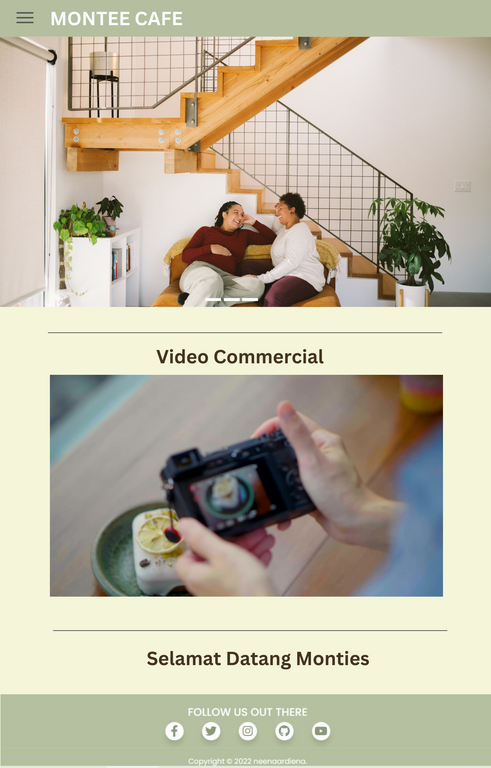 MONTEE CAFE
Video Commercial
Selamat Datang Monties
FOLLOW US OUT THERE
Copyright © 2022 neenaardiena.